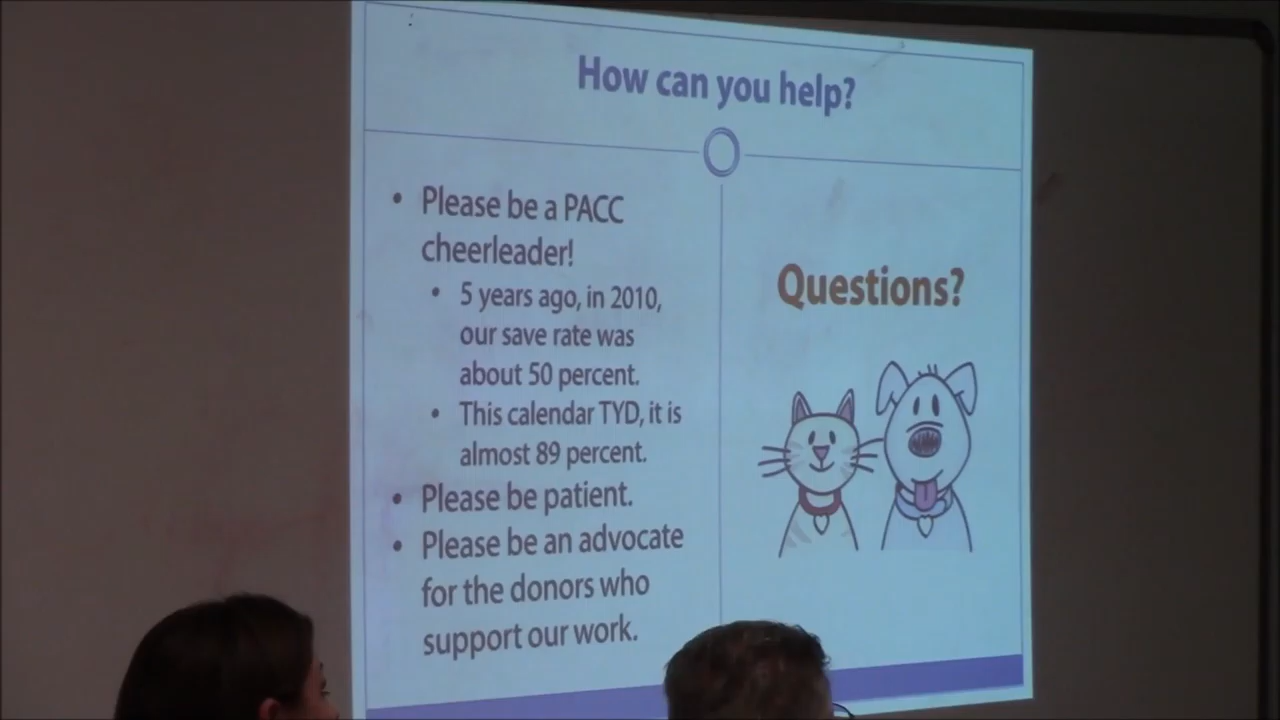 How can you help?
• Please be a PACC
cheerleader!
• 5 years ago, in 2010,
our save rate was
about 50 percent.
• This calendar TYD, it is
almost 89 percent.
• Please be patient.
• Please be an advocate
for the donors who
support our work.
Questions?